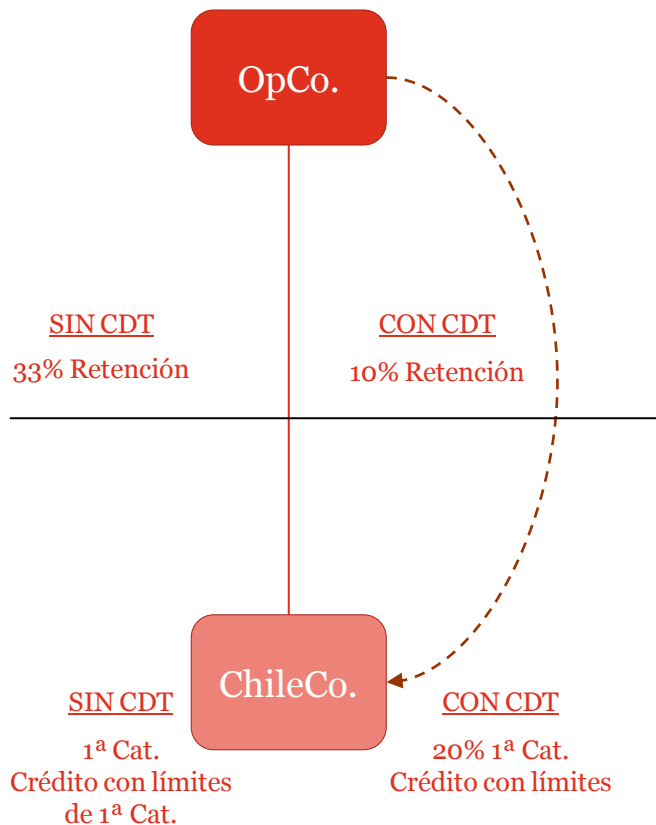 OpCo.
SIN CDT
33% Retención
CON CDT
10% Retención
ChileCo.
SIN CDT
1ª Cat.
Crédito con límites
de 1ª Cat.
CON CDT
20% 1ª Cat.
Crédito con límites